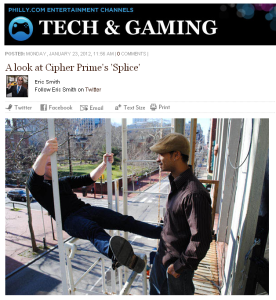 PHILLY.COM ENTERTAINMENT CHANNELS
TECH & GAMING
POSTED: MONDAY, JANUARY 23, 2012, 11:56 AM | 0 COMMENTS |
A look at Cipher Prime's 'Splice'
Eric Smith
Follow Eric Smith on Twitter
Twitter Facebook Email Text Size Print